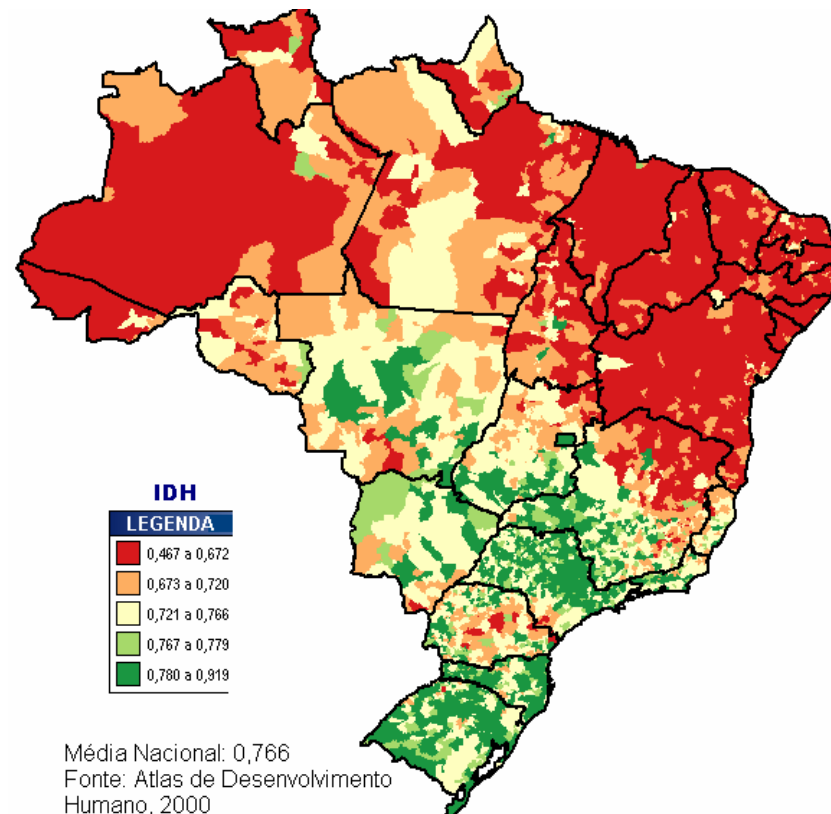 IDH
LEGENDA
0,467 a 0,672
0,673 a 0,720
0,721 a 0,766
0,767 a 0,779
0,780 a 0,919
Média Nacional: 0,766
Fonte: Atlas de Desenvolvimento
Humano, 2000